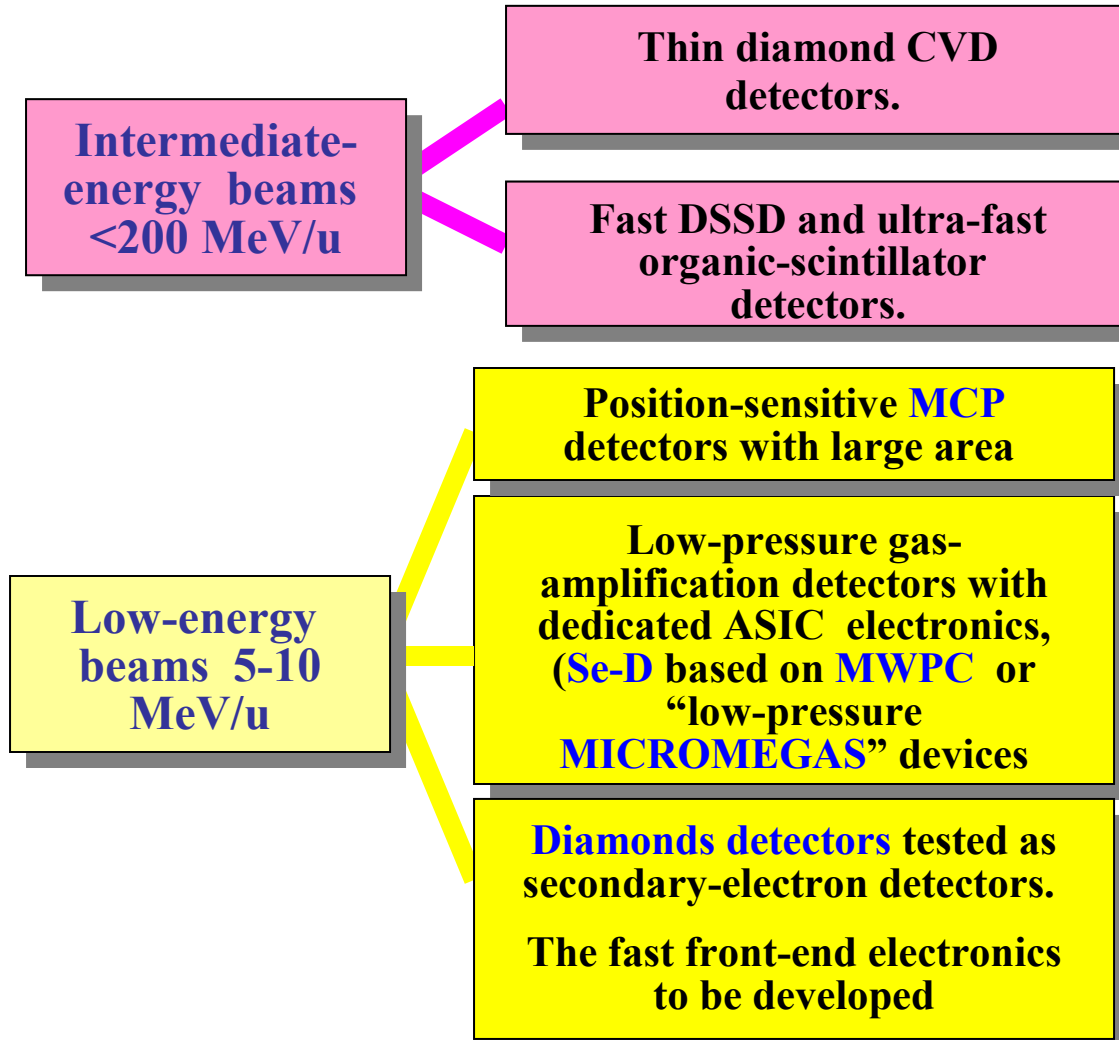 Thin diamond CVD
detectors.
Intermediate-
energy beams
<200 MeV/u
Fast DSSD and ultra-fast
organic-scintillator
detectors.
Position-sensitive MCP
detectors with large area
Low-pressure gas-
amplification detectors with
dedicated ASIC electronics,
(Se-D based on MWPC or
“low-pressure
MICROMEGAS” devices
Low-energy
beams 5-10
MeV/u
Diamonds detectors tested as
secondary-electron detectors.
The fast front-end electronics
to be developed